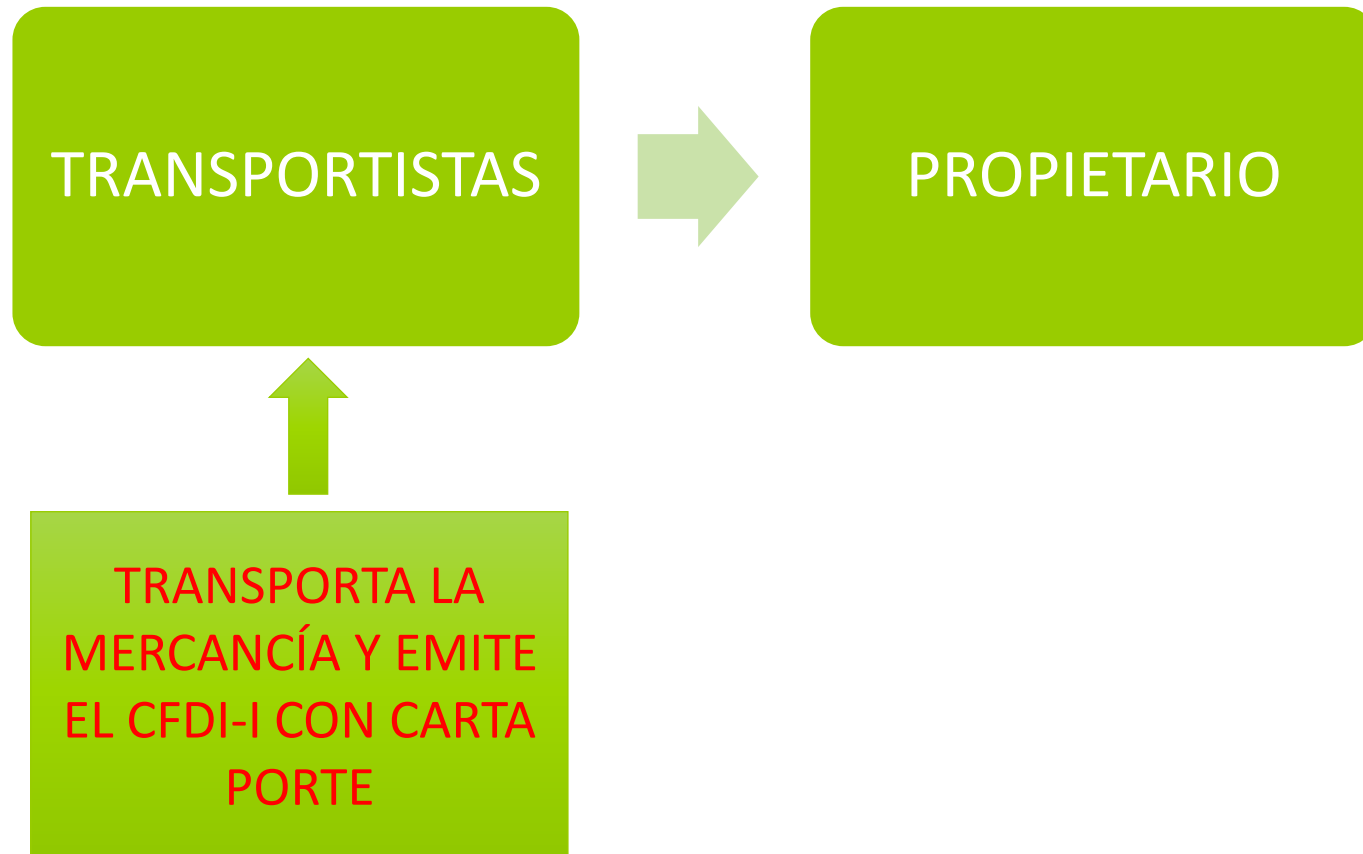 TRANSPORTISTAS
PROPIETARIO
TRANSPORTA LA
MERCANCÍA Y EMITE
EL CFDI-I CON CARTA
PORTE